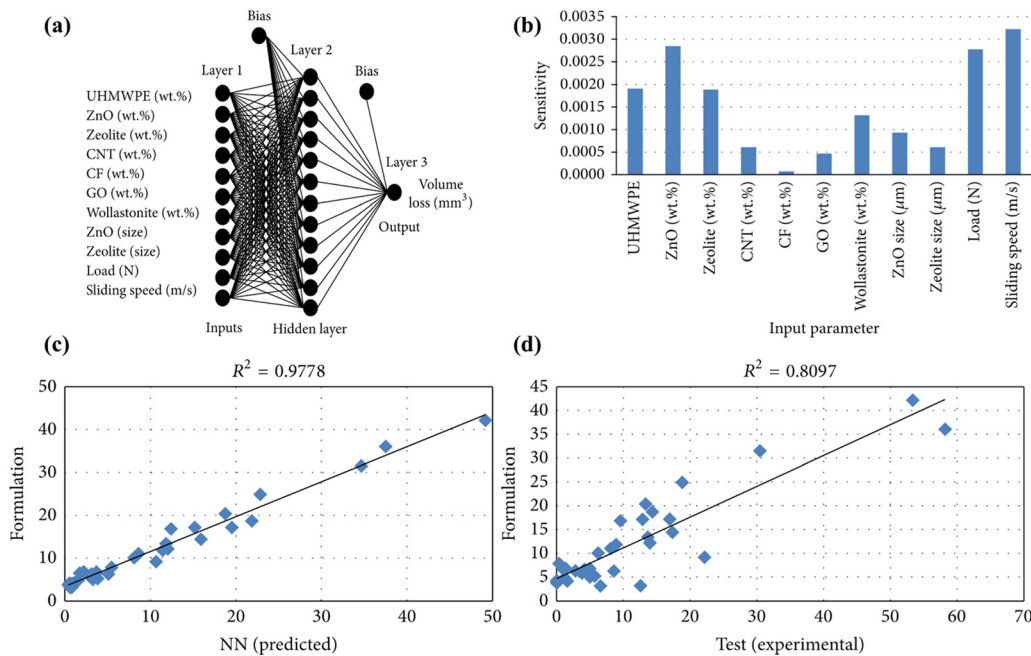 (a)
Bias
Layer 1
Layer 2
Bias
Layer 3
UHMWPE (wt.%)
ZnO (wt.%)
Zeolite (wt.%)
CNT (wt.%)
CF (wt.%)
GO (wt.%)
Wollastonite (wt.%)
ZnO (size)
Zeolite (size)
Load (N)
Sliding speed (m/s)
Volume
loss (mm³)
Output
Inputs
Hidden layer
(b)
Sensitivity
0.0035
0.0030
0.0025
0.0020
0.0015
0.0010
0.0005
0.0000
UHMWPE
ZnO (wt.%)
Zeolite (wt.%)
CNT (wt.%)
CF (wt.%)
GO (wt.%)
Wollastonite (wt.%)
ZnO size (μm)
Zeolite size (μm)
Load (N)
Sliding speed (m/s)
Input parameter
(c)
R² = 0.9778
Formulation
50
40
30
20
10
0
0 10 20 30 40 50
NN (predicted)
(d)
R² = 0.8097
Formulation
45
40
35
30
25
20
15
10
5
0
0 10 20 30 40 50 60 70
Test (experimental)